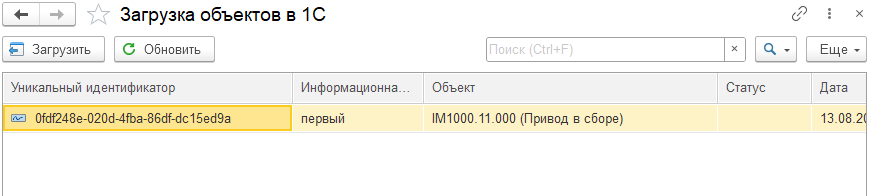 Загрузка объектов в 1С
Загрузить Обновить Поиск (Ctrl+F) × Еще
Уникальный идентификатор Информационна... Объект Статус Дата
0fdf248e-020d-4fba-86df-dc15ed9a первый IM1000.11.000 (Привод в сборе) 13.08.20